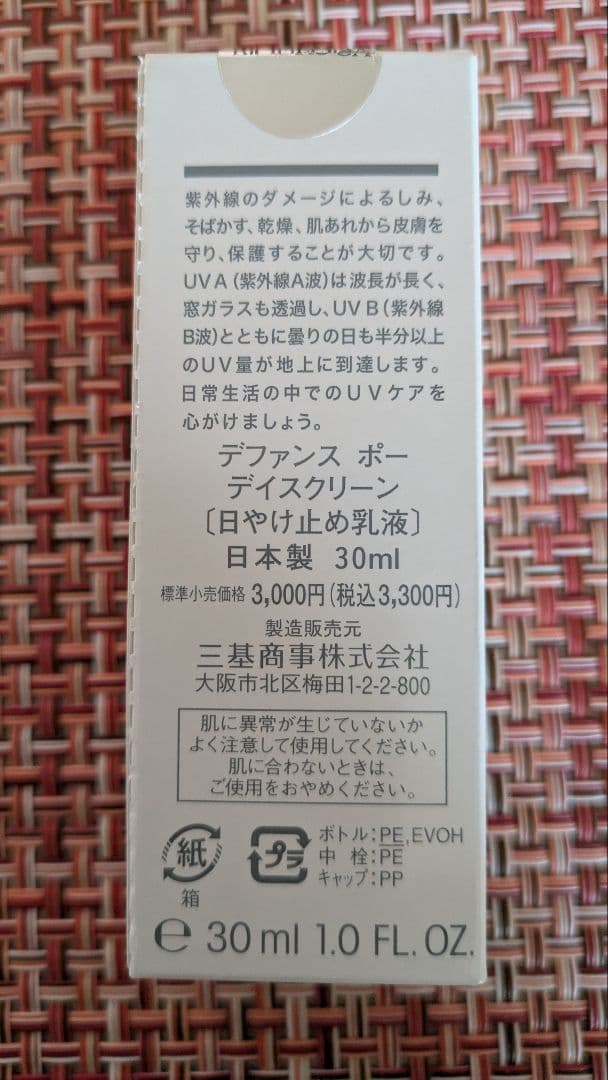 紫外線のダメージによるしみ、
そばかす、乾燥、肌あれから皮膚を
守り、保護することが大切です。
UVA（紫外線A波）は波長が長く、
窓ガラスも透過し、UVB（紫外線
B波）とともに曇りの日も半分以上
のUV量が地上に到達します。
日常生活の中でのUVケアを
心がけましょう。
デファンス ポー
デイスクリーン
〔日やけ止め乳液〕
日本製 30ml
標準小売価格 3,000円（税込3,300円）
製造販売元
三基商事株式会社
大阪市北区梅田1-2-2-800
肌に異常が生じていないか
よく注意して使用してください。
肌に合わないときは、
ご使用をおやめください。
紙
箱
プラ
ボトル：PE,EVOH
中 栓：PE
キャップ：PP
℮ 30 ml 1.0 FL. OZ.